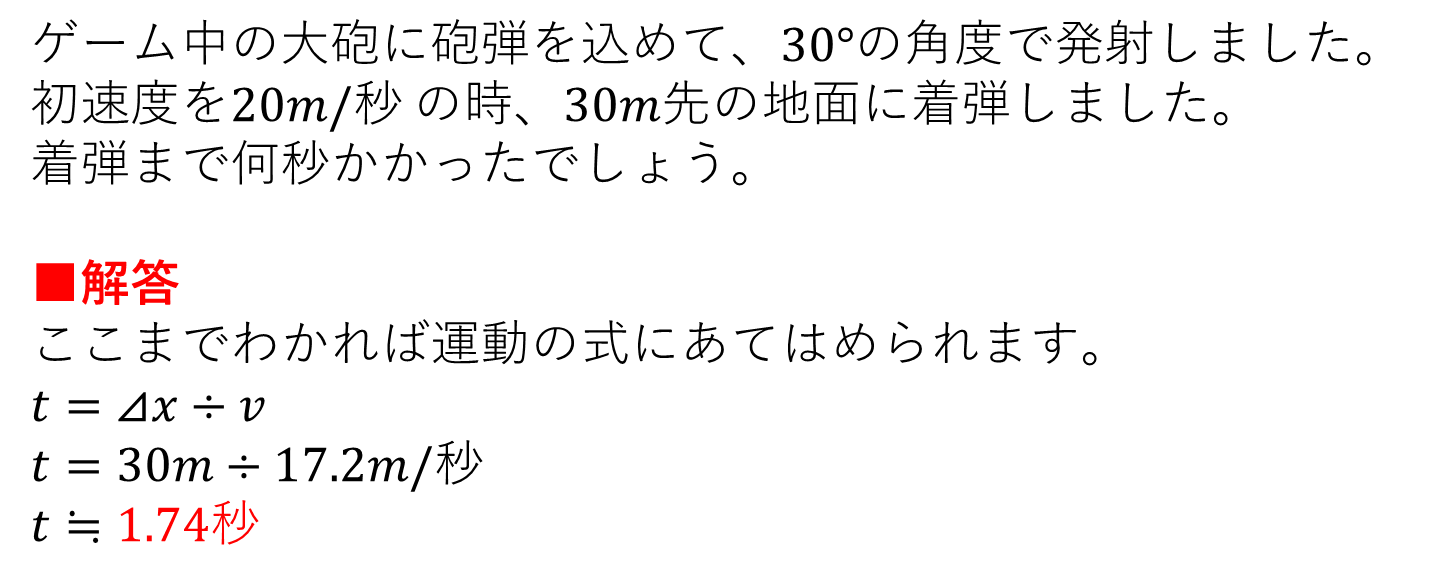 ゲーム中の大砲に砲弾を込めて、30°の角度で発射しました。
初速度を20m/秒 の時、30m先の地面に着弾しました。
着弾まで何秒かかったでしょう。
■解答
ここまでわかれば運動の式にあてはめられます。
t = ⊿x ÷ v
t = 30m ÷ 17.2m/秒
t ≒ 1.74秒